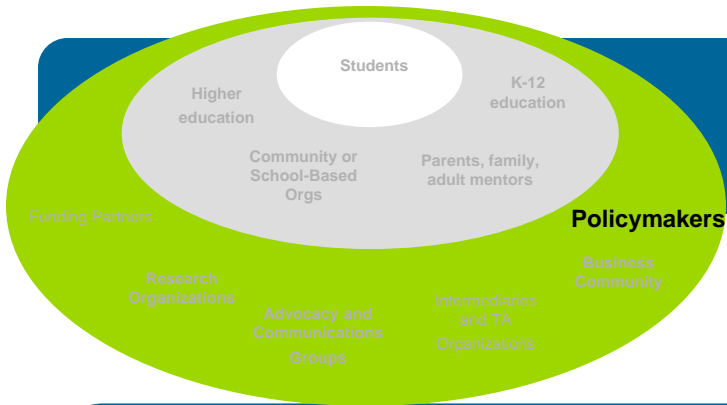 Students
Higher
education
K-12
education
Community or
School-Based
Orgs
Parents, family,
adult mentors
Funding Partners
Policymakers
Research
Organizations
Advocacy and
Communications
Groups
Intermediaries
and TA
Organizations
Business
Community